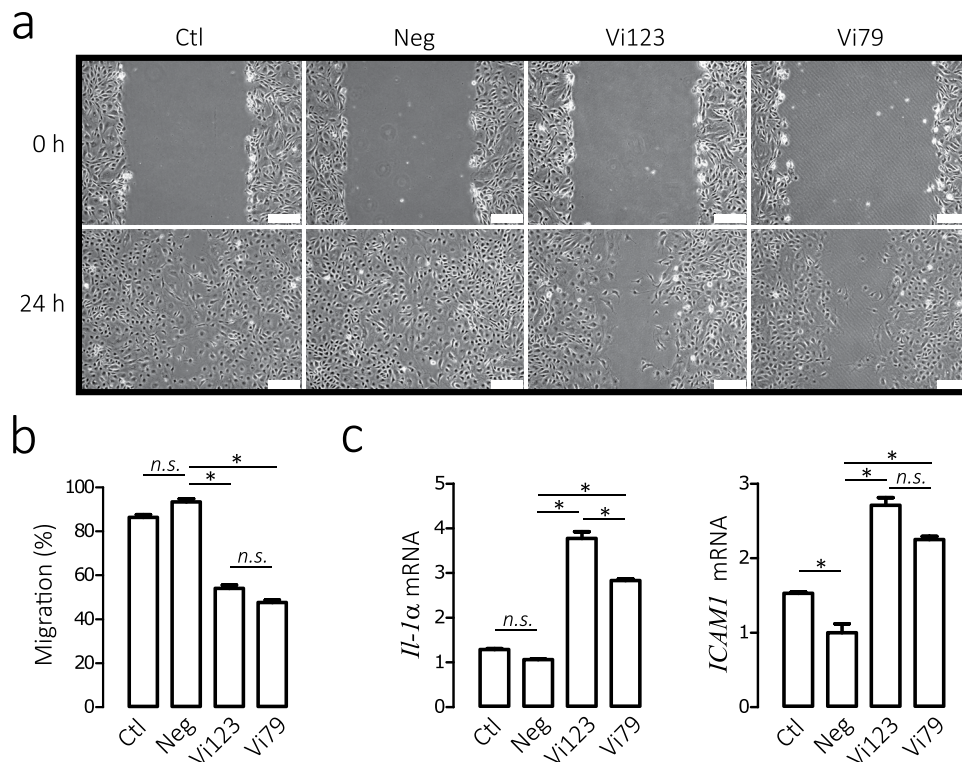 a
Ctl Neg Vi123 Vi79
0 h
24 h
b
n.s.
*
*
n.s.
Migration (%)
100
80
60
40
20
0
Ctl Neg Vi123 Vi79
c
*
*
*
n.s.
Il-1α mRNA
5
4
3
2
1
0
Ctl Neg Vi123 Vi79
*
*
n.s.
*
ICAM1 mRNA
3
2
1
0
Ctl Neg Vi123 Vi79